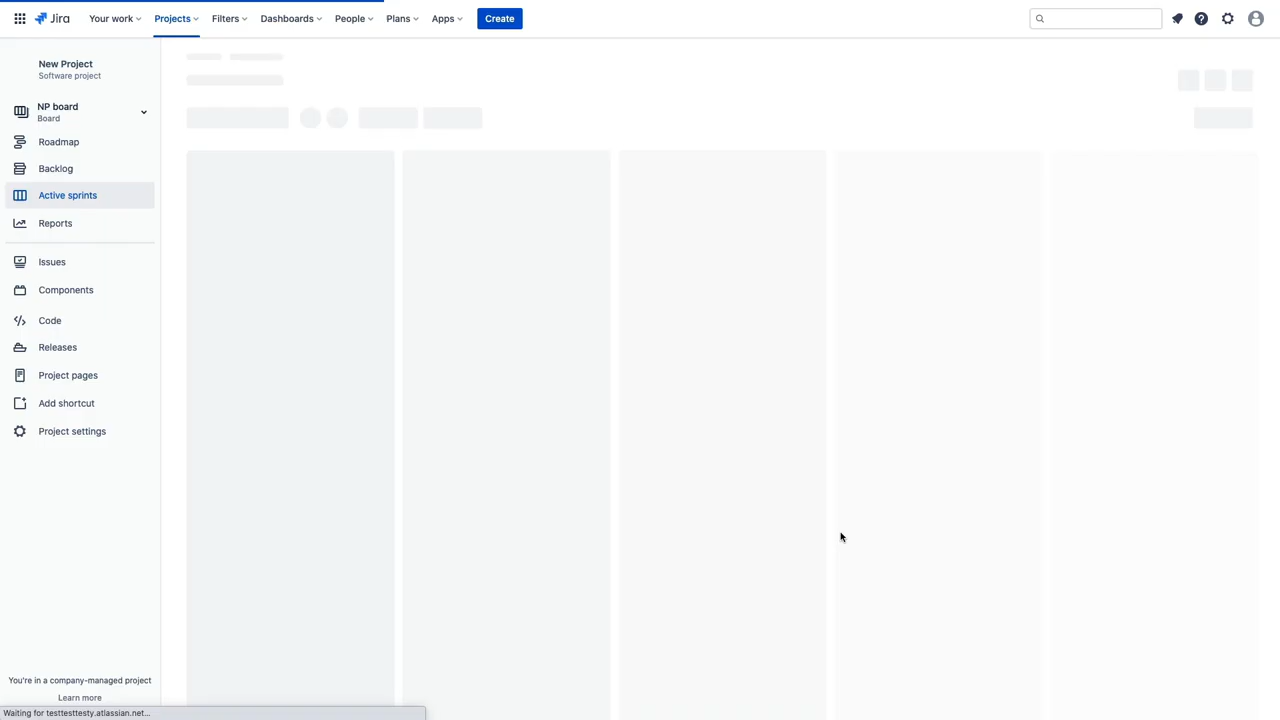 Jira
Your work
Projects
Filters
Dashboards
People
Plans
Apps
Create
New Project
Software project
NP board
Board
Roadmap
Backlog
Active sprints
Reports
Issues
Components
Code
Releases
Project pages
Add shortcut
Project settings
You're in a company-managed project
Learn more
Waiting for testtesttesty.atlassian.net...